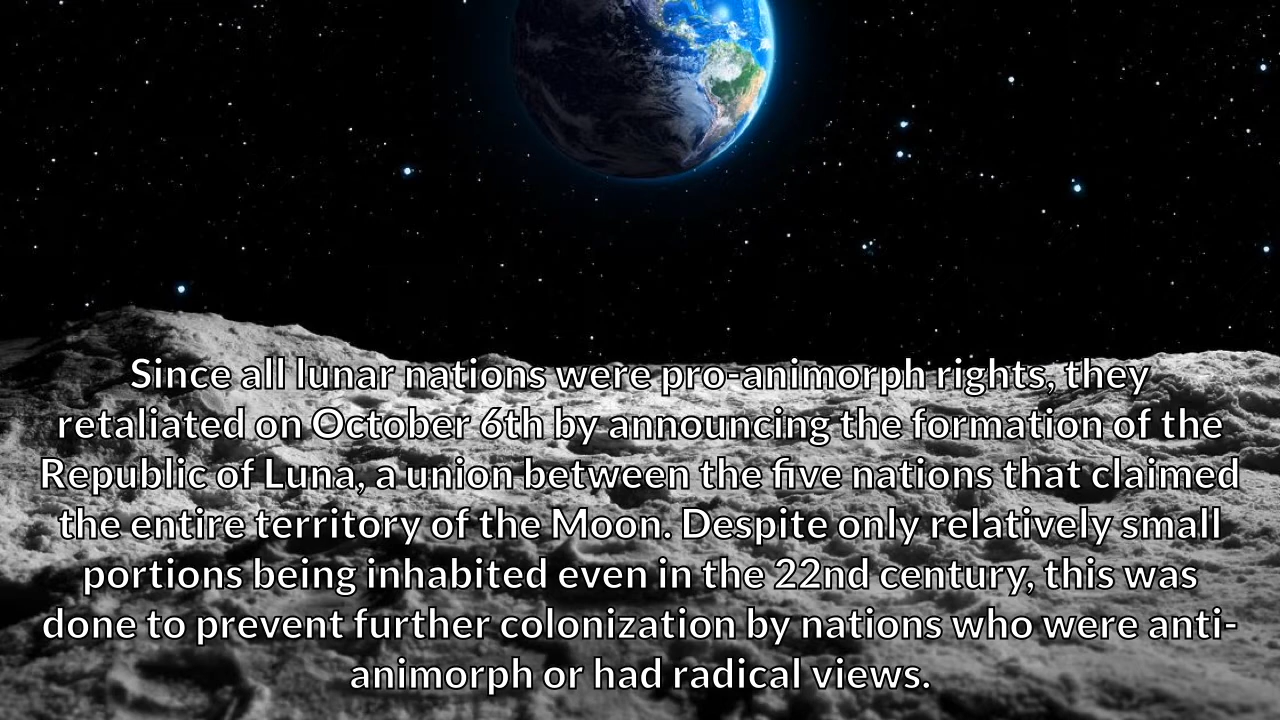 Since all lunar nations were pro-animorph rights, they
retaliated on October 6th by announcing the formation of the
Republic of Luna, a union between the five nations that claimed
the entire territory of the Moon. Despite only relatively small
portions being inhabited even in the 22nd century, this was
done to prevent further colonization by nations who were anti-
animorph or had radical views.